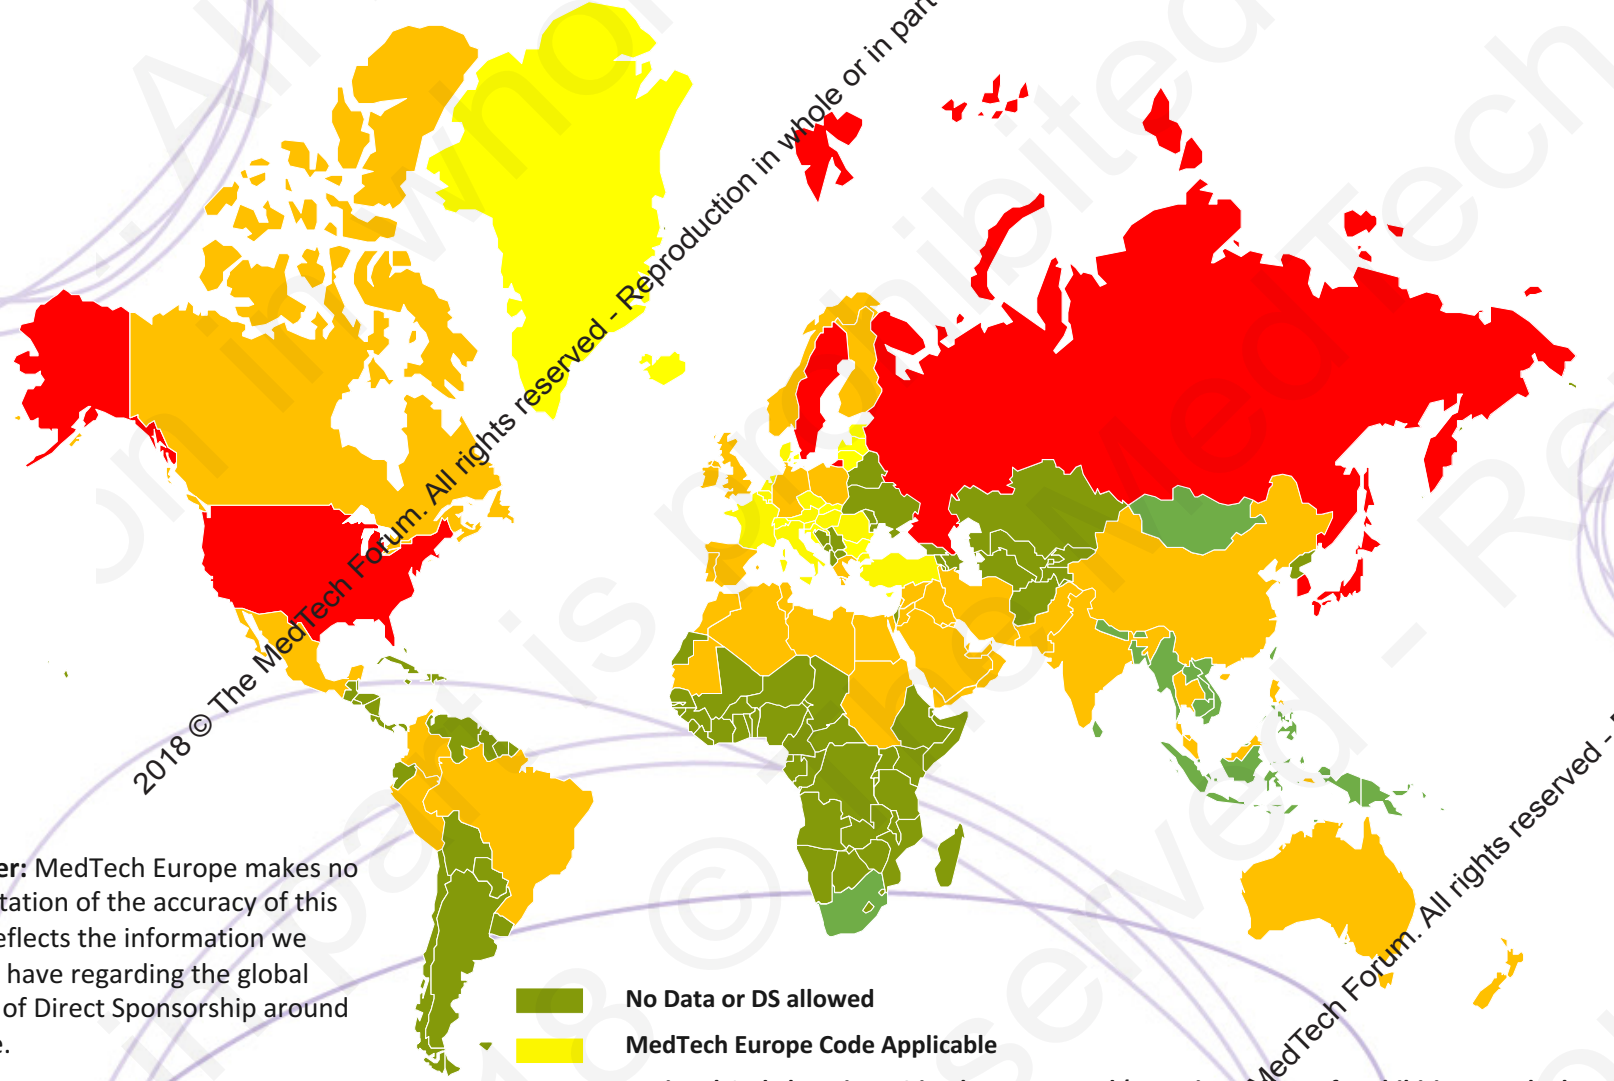 2018 © The MedTech Forum. All rights reserved - Reproduction in whole or in part
er: MedTech Europe makes no
tation of the accuracy of this
eflects the information we
have regarding the global
of Direct Sponsorship around
e.
No Data or DS allowed
MedTech Europe Code Applicable
MedTech Forum. All rights reserved -